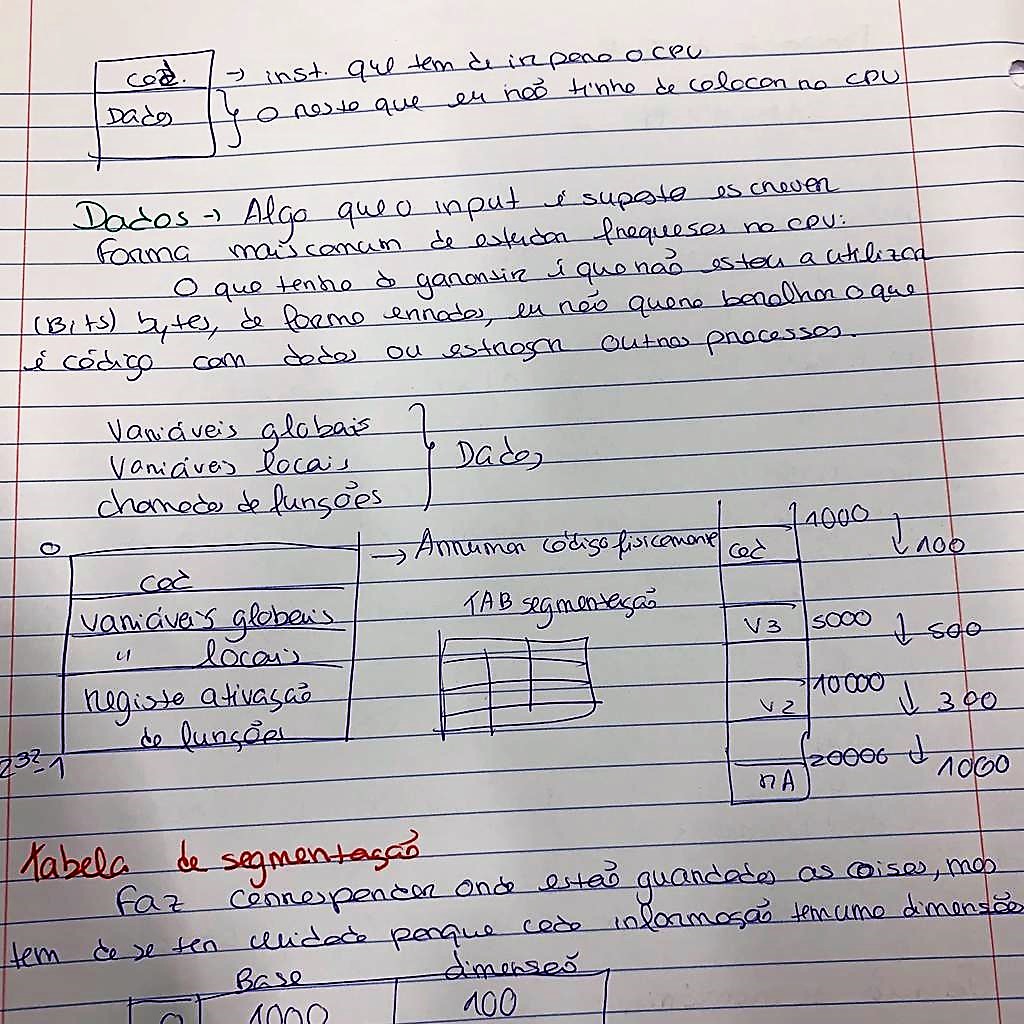 cod. → inst. que tem de ir para o CPU
Dados } o resto que eu não tinha de colocar no CPU
Dados → Algo que o input é suposto escrever
Forma mais comum de estudar frequeses no CPU:
O que tenho d garantir é que não estou a utilizar
(Bits) bytes, de forma errada, eu não quero baralhar o que
é código com dados ou estragar outros processos.
Variáveis globais
Variáveis locais } Dados
chamadas de funções
0 → Arrumar código fisicamente
cod
variáveis globais
" locais
registo ativação
de funções
2³²-1
TAB segmentação
1000 ↓ 100
cod
V3 5000 ↓ 500
10000 ↓ 300
V2
20000 ↓ 1000
rA
Tabela de segmentação
Faz corresponder onde estão guardadas as coisas, mas
tem de se ter cuidado porque cada informação tem uma dimensão
Base dimensão
0 1000 100